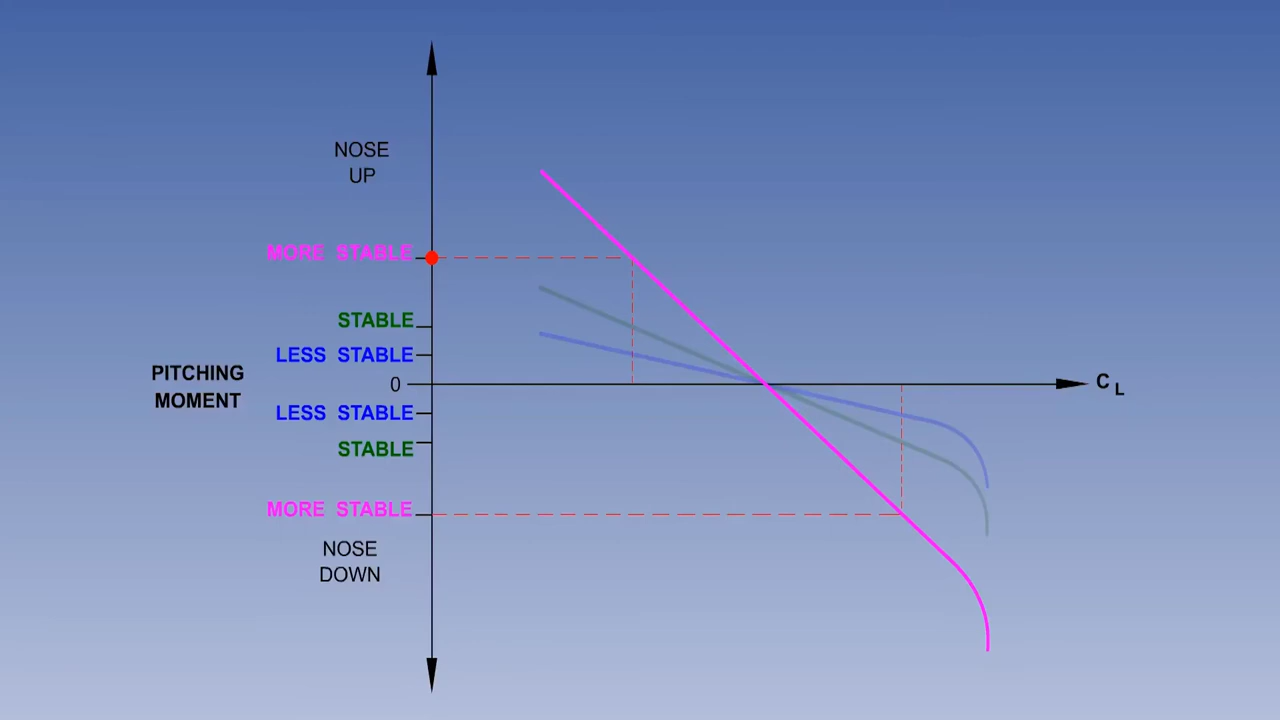 NOSE
UP
MORE STABLE
STABLE
LESS STABLE
PITCHING
MOMENT
0
C L
LESS STABLE
STABLE
MORE STABLE
NOSE
DOWN